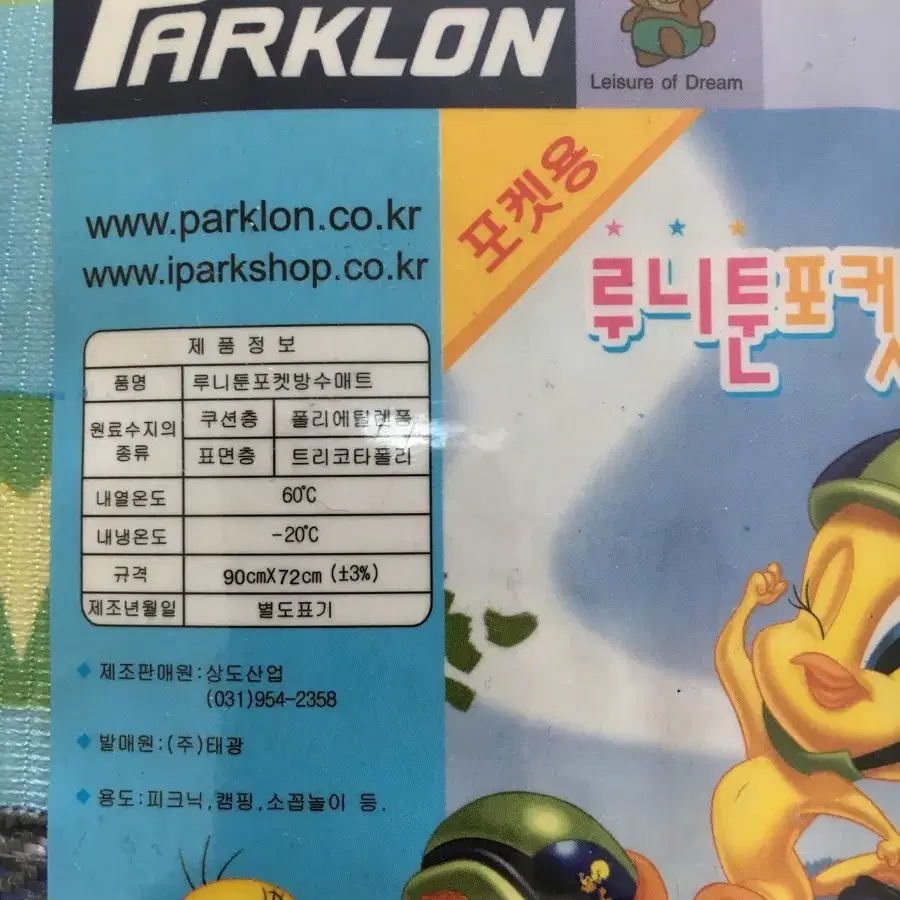 PARKLON
Leisure of Dream
www.parklon.co.kr
www.iparkshop.co.kr
포켓용
루니툰포켓
제품정보
품명 루니툰포켓방수매트
원료수지의 종류 쿠션층 폴리에틸렌폼
표면층 트리코타폴리
내열온도 60℃
내냉온도 -20℃
규격 90cmX72cm (±3%)
제조년월일 별도표기
◆ 제조판매원:상도산업
(031)954-2358
◆ 발매원:(주)태광
◆ 용도:피크닉,캠핑,소꼽놀이 등.